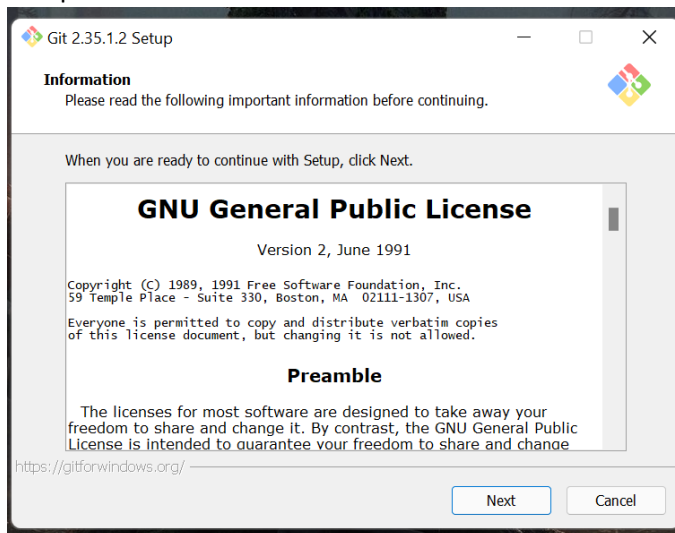 Git 2.35.1.2 Setup
Information
Please read the following important information before continuing.
When you are ready to continue with Setup, click Next.
GNU General Public License
Version 2, June 1991
Copyright (C) 1989, 1991 Free Software Foundation, Inc.
59 Temple Place - Suite 330, Boston, MA  02111-1307, USA
Everyone is permitted to copy and distribute verbatim copies
of this license document, but changing it is not allowed.
Preamble
The licenses for most software are designed to take away your
freedom to share and change it. By contrast, the GNU General Public
License is intended to guarantee your freedom to share and change
https://gitforwindows.org/
Next
Cancel